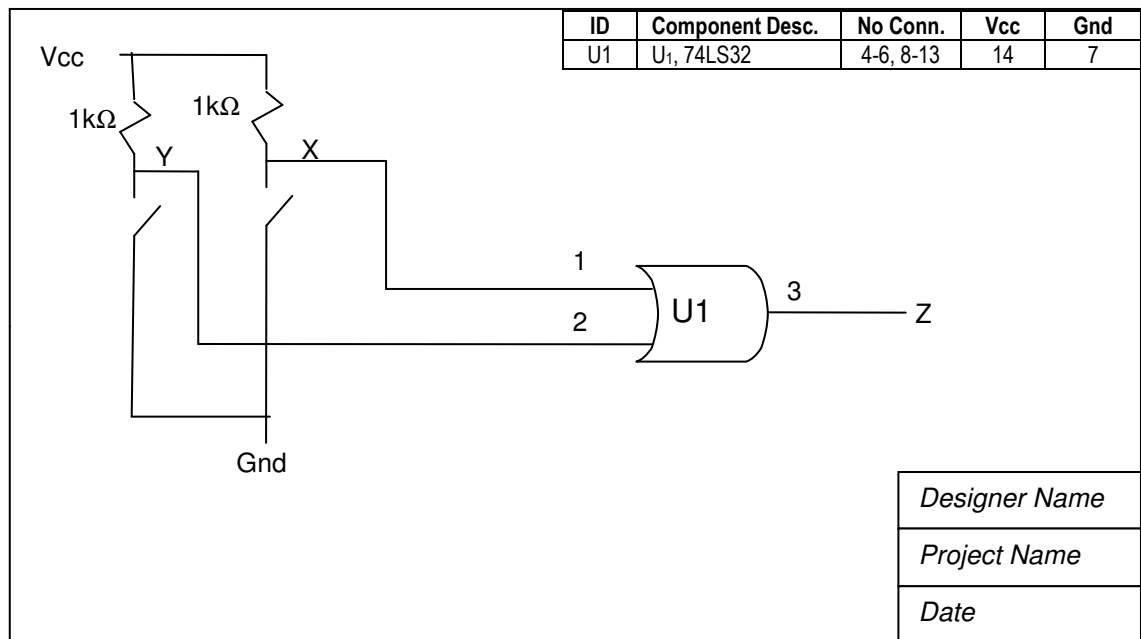 ID Component Desc. No Conn. Vcc Gnd
U1 U1, 74LS32 4-6, 8-13 14 7
Vcc
1kΩ 1kΩ
Y X
1
2
U1
3
Z
Gnd
Designer Name
Project Name
Date